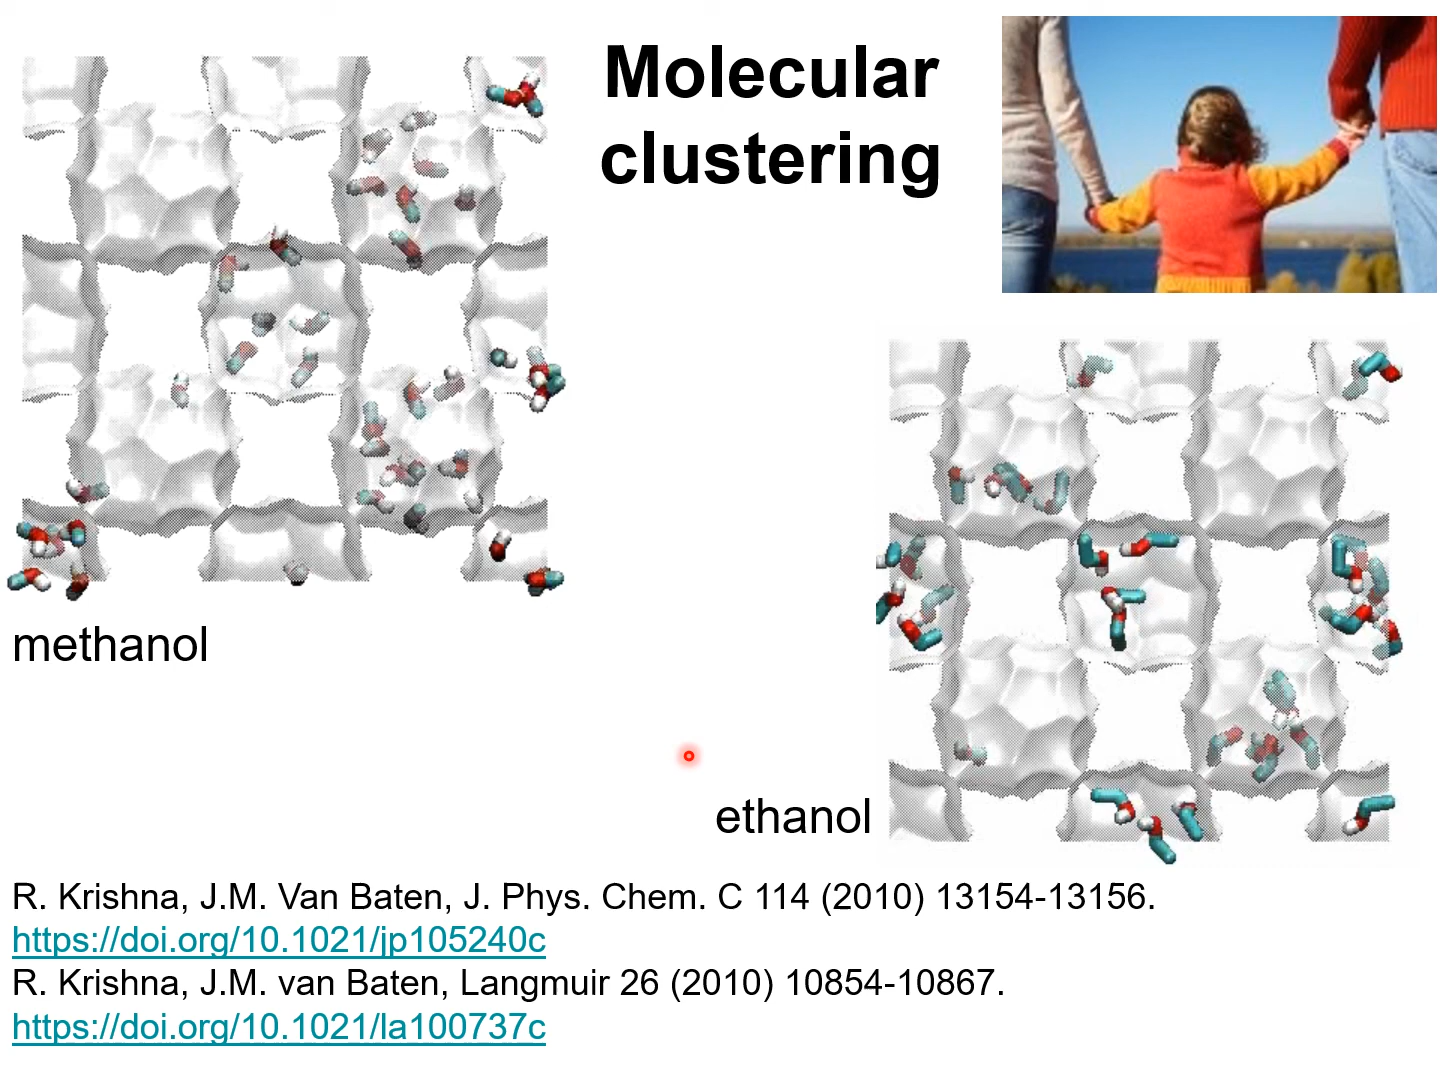 Molecular
clustering
methanol
ethanol
R. Krishna, J.M. Van Baten, J. Phys. Chem. C 114 (2010) 13154-13156.
https://doi.org/10.1021/jp105240c
R. Krishna, J.M. van Baten, Langmuir 26 (2010) 10854-10867.
https://doi.org/10.1021/la100737c